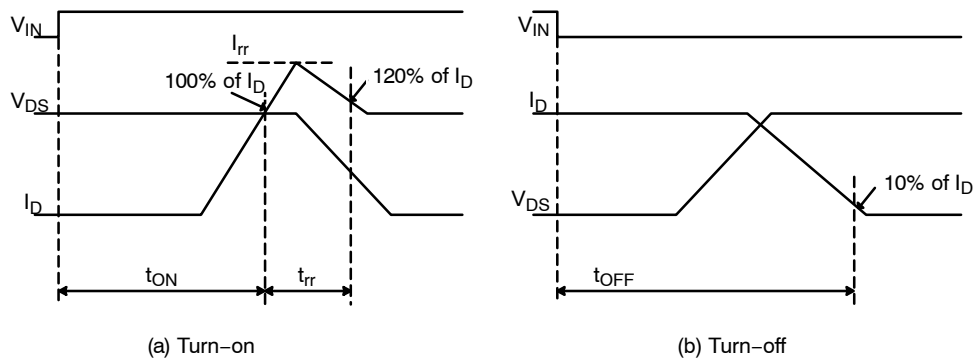 V_IN
I_rr
100% of I_D
120% of I_D
V_DS
I_D
t_ON
t_rr
(a) Turn−on
V_IN
I_D
10% of I_D
V_DS
t_OFF
(b) Turn−off